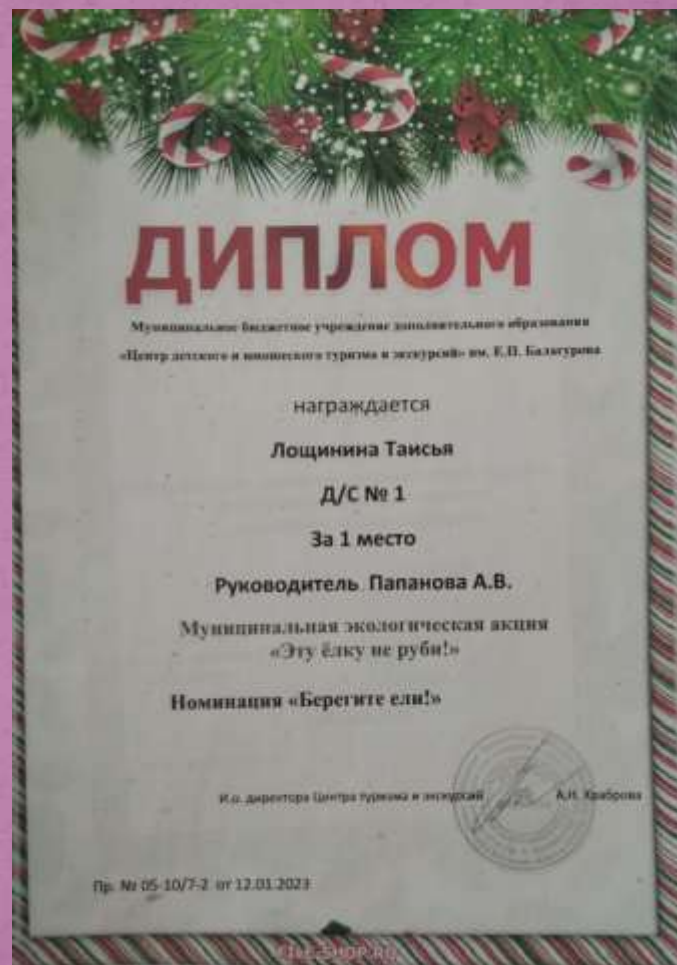 ДИПЛОМ
Муниципальное бюджетное учреждение дополнительного образования
«Центр детского и юношеского туризма и экскурсий» им. Е.П. Балагурова
награждается
Лощинина Таисья
Д/С № 1
За 1 место
Руководитель Папанова А.В.
Муниципальная экологическая акция
«Эту ёлку не руби!»
Номинация «Берегите ели!»
И.о. директора Центра туризма и экскурсий А.Н. Храброва
Пр. № 05-10/7-2 от 12.01.2023